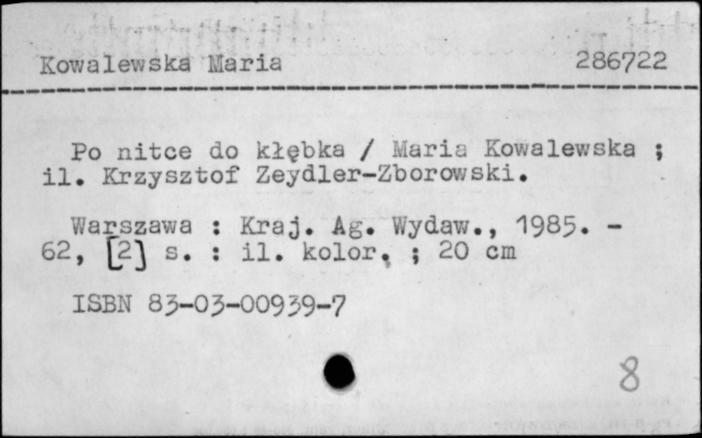 Kowalewska Maria 286722
Po nitce do kłębka / Maria Kowalewska ;
il. Krzysztof Zeydler-Zborowski.
Warszawa : Kraj. Ag. Wydaw., 1985. -
62, [2] s. : il. kolor. ; 20 cm
ISBN 83-03-00939-7
8